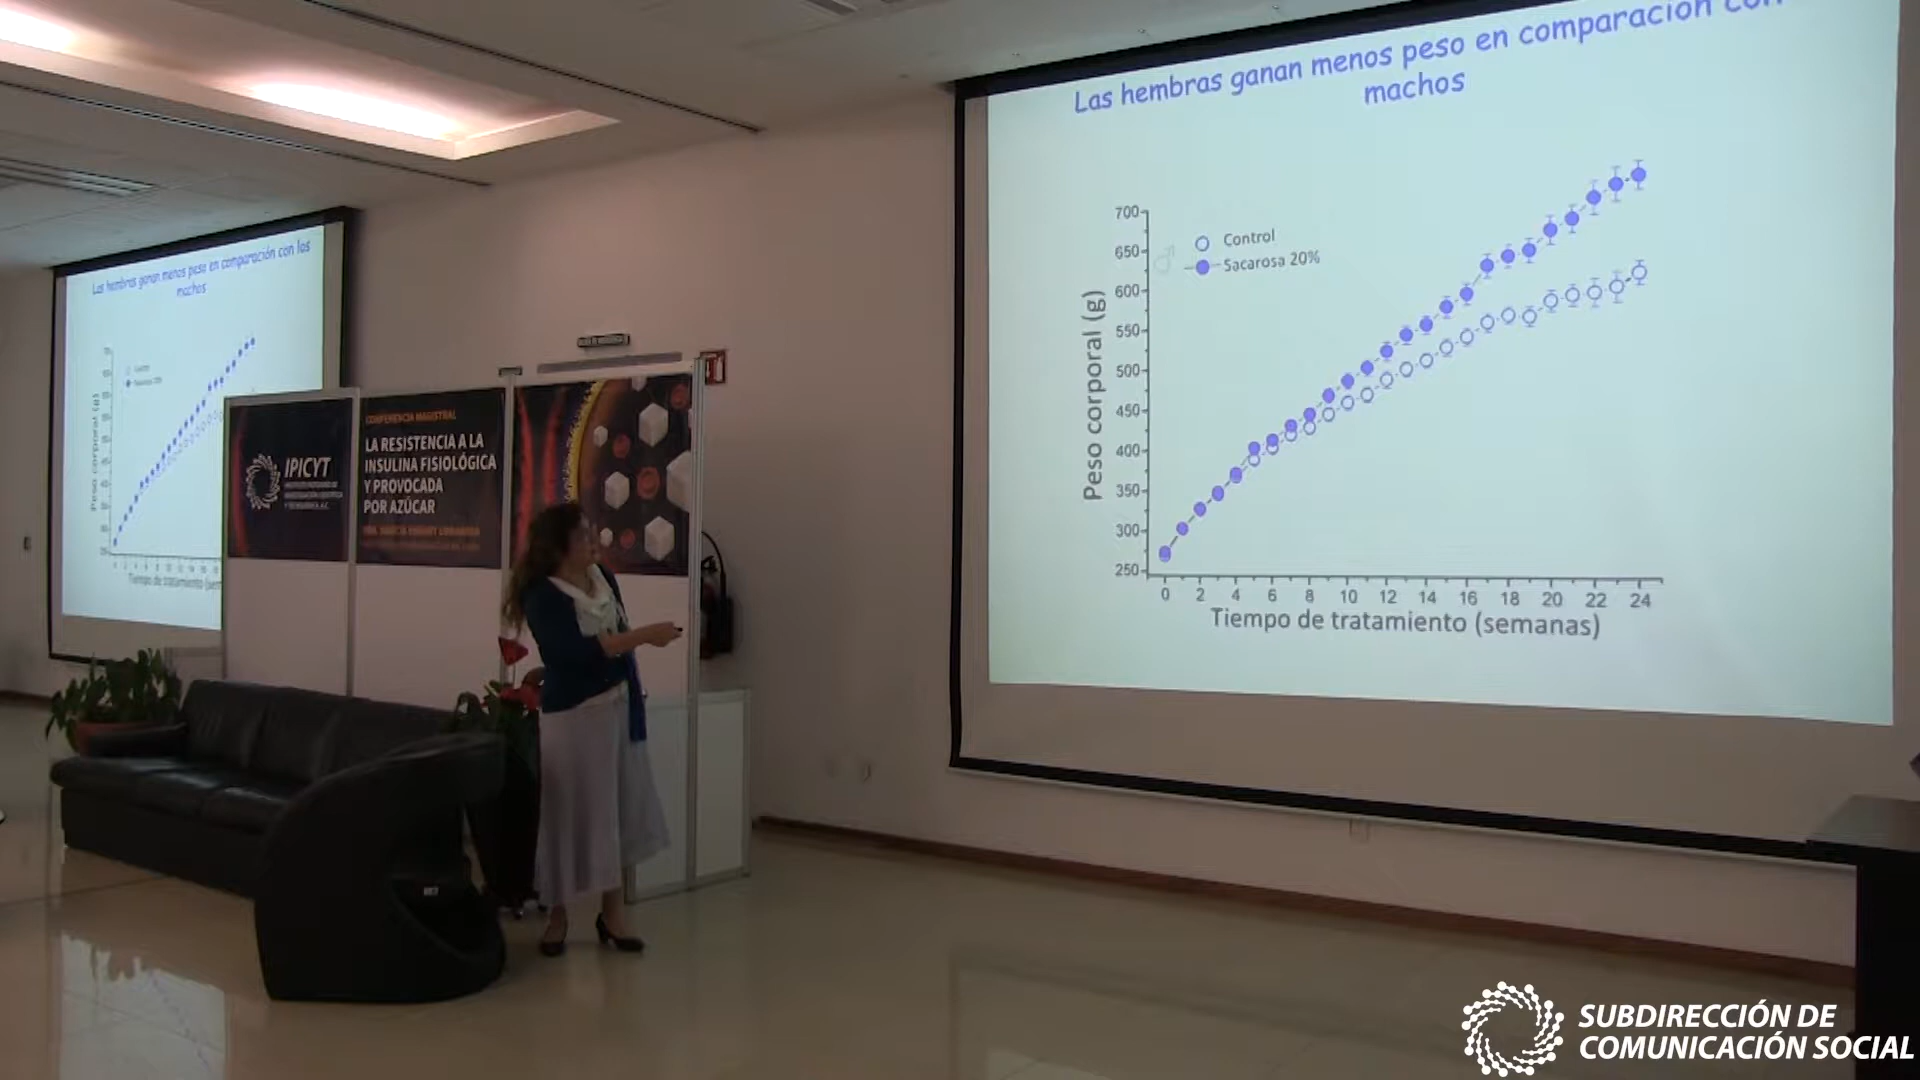 Las hembras ganan menos peso en comparación con
machos
Control
Sacarosa 20%
Peso corporal (g)
700
650
600
550
500
450
400
350
300
250
0 2 4 6 8 10 12 14 16 18 20 22 24
Tiempo de tratamiento (semanas)
Las hembras ganan menos peso en comparación con los
machos
Control
Sacarosa 20%
Peso corporal (g)
Tiempo de tratamiento (sem
IPICYT
CONFERENCIA MAGISTRAL
LA RESISTENCIA A LA
INSULINA FISIOLÓGICA
Y PROVOCADA
POR AZÚCAR
SUBDIRECCIÓN DE
COMUNICACIÓN SOCIAL